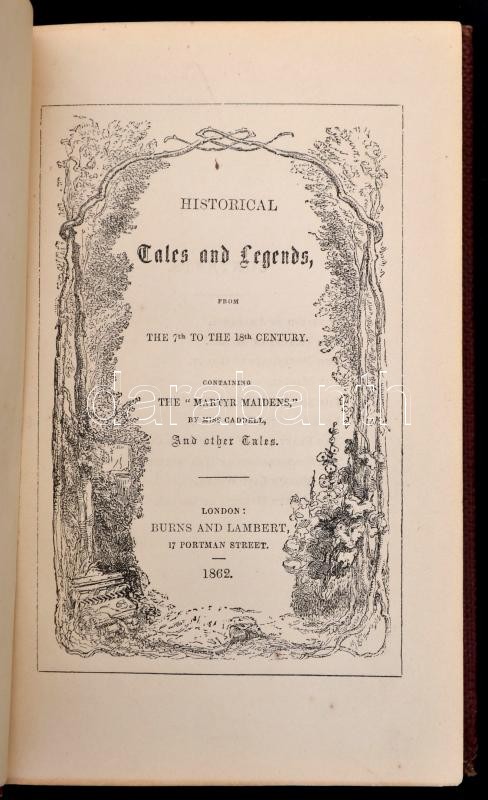 HISTORICAL
Tales and Legends,
FROM
THE 7th TO THE 18th CENTURY.
CONTAINING
THE "MARTYR MAIDENS,"
darabanth
BY MISS CADDELL,
And other Tales.
LONDON:
BURNS AND LAMBERT,
17 PORTMAN STREET.
1862.